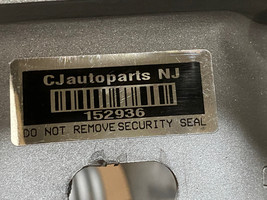 CJautoparts NJ
152936
DO NOT REMOVE SECURITY SEAL